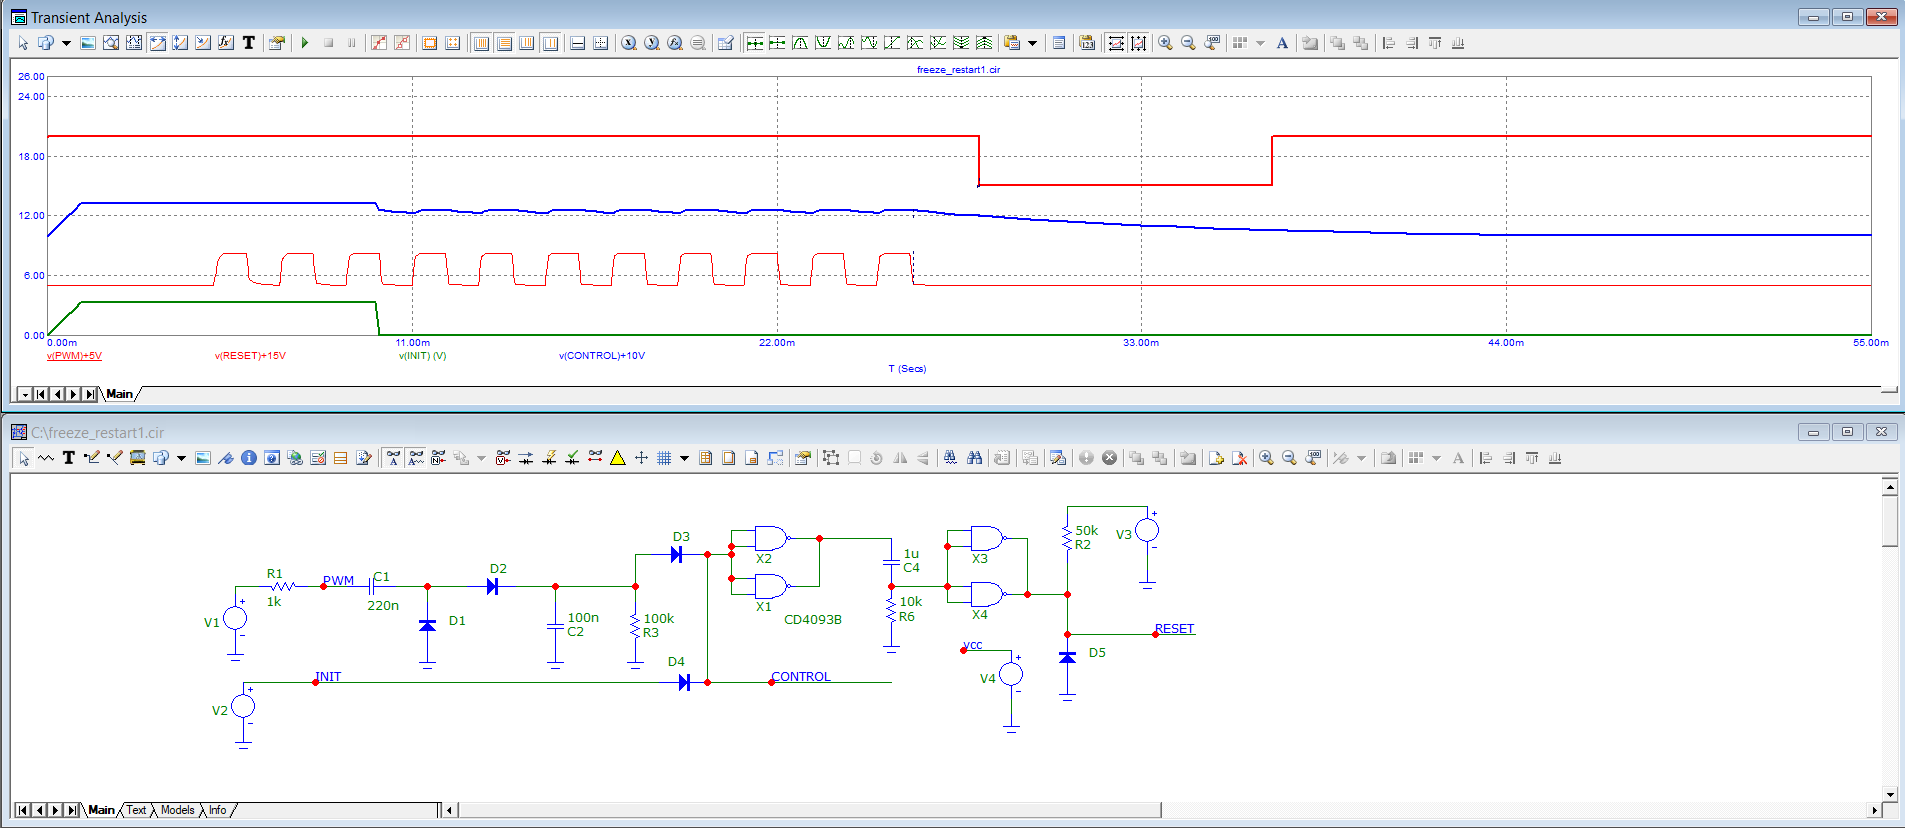 Transient Analysis
freeze_restart1.cir
26.00
24.00
18.00
12.00
6.00
0.00
0.00m 11.00m 22.00m 33.00m 44.00m 55.00m
v(PWM)+5V v(RESET)+15V v(INIT) (V) v(CONTROL)+10V
T (Secs)
Main
C:\freeze_restart1.cir
R1
1k
PWM
C1
220n
V1
+
-
D1
D2
100n
C2
100k
R3
D3
X2
X1
CD4093B
1u
C4
10k
R6
X3
X4
50k
R2
V3
+
-
RESET
D5
vcc
V4
+
-
INIT
V2
+
-
D4
CONTROL
Main Text Models Info